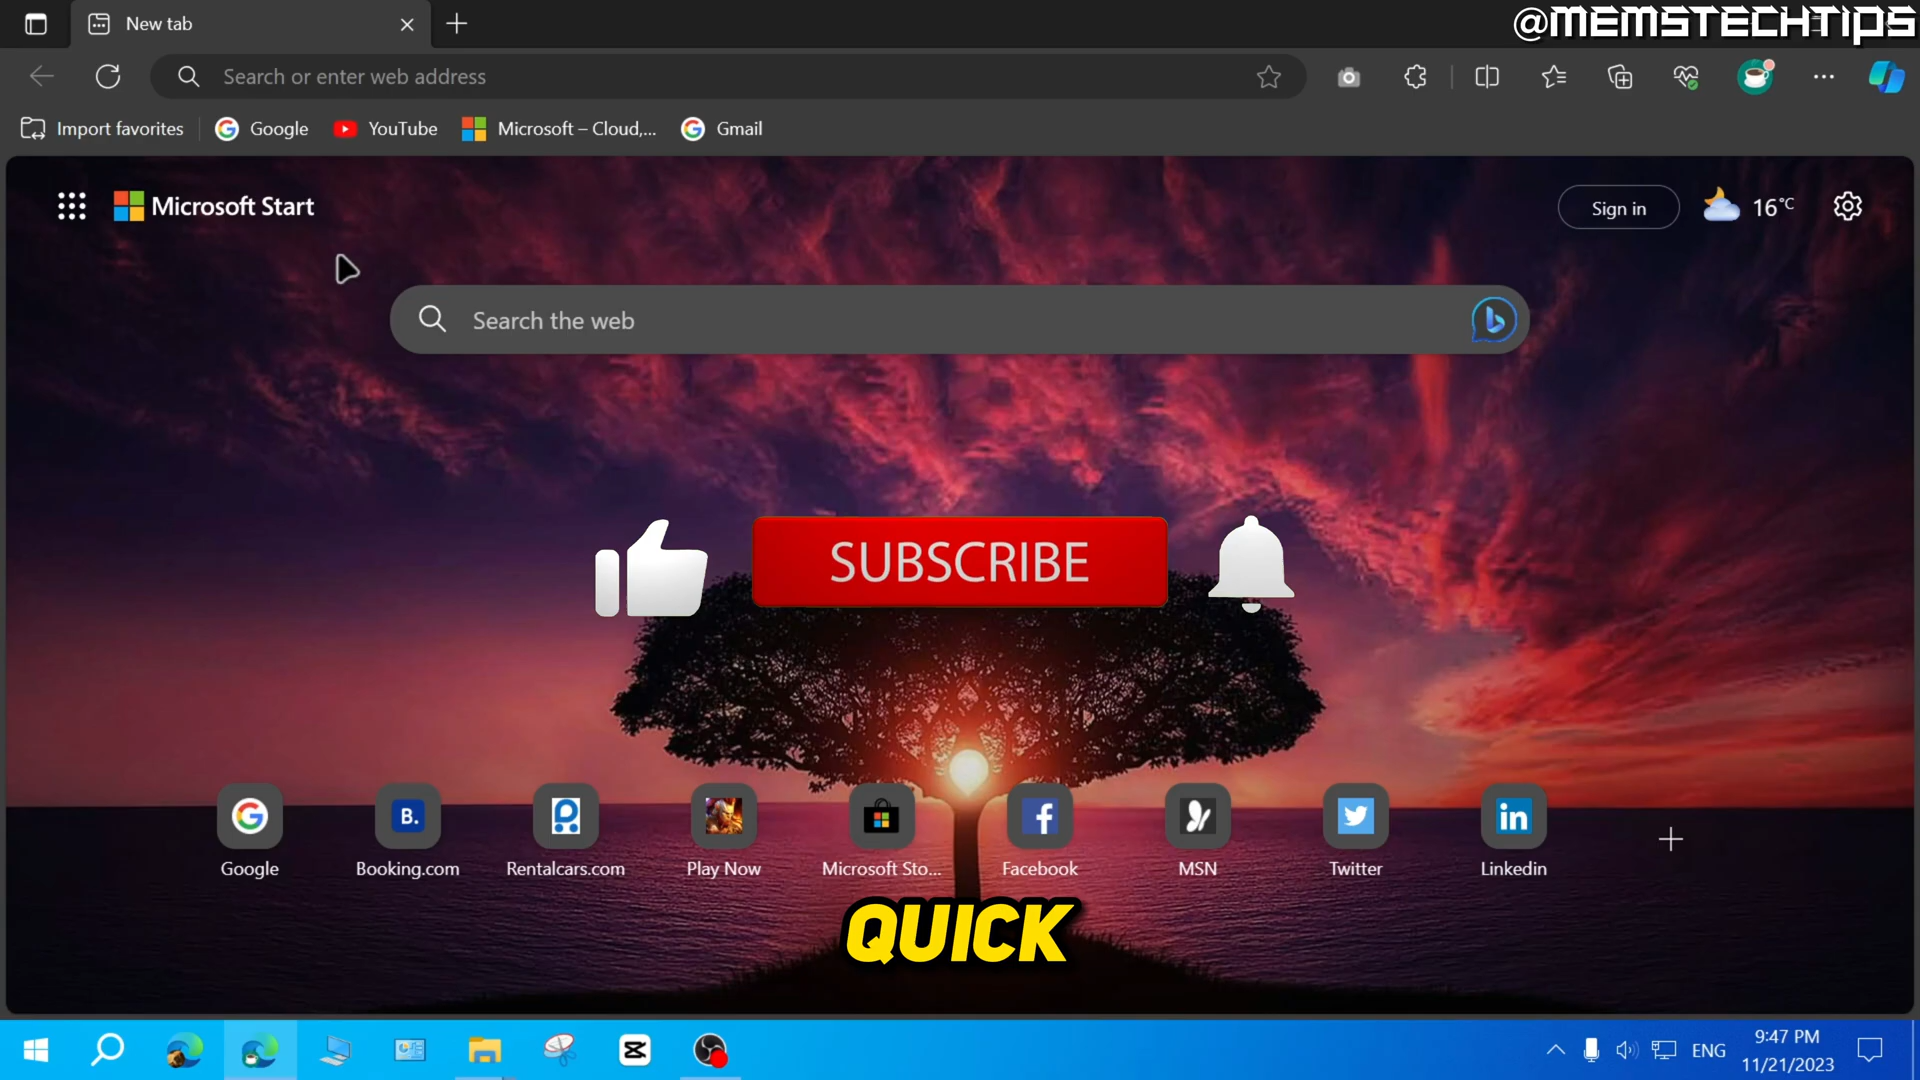 New tab
@MEMSTECHTIPS
Search or enter web address
Import favorites
Google
YouTube
Microsoft – Cloud,...
Gmail
Microsoft Start
Sign in
16°C
Search the web
SUBSCRIBE
Google
B.
Booking.com
Rentalcars.com
Play Now
Microsoft Sto...
Facebook
MSN
Twitter
in
Linkedin
QUICK
ENG
9:47 PM
11/21/2023